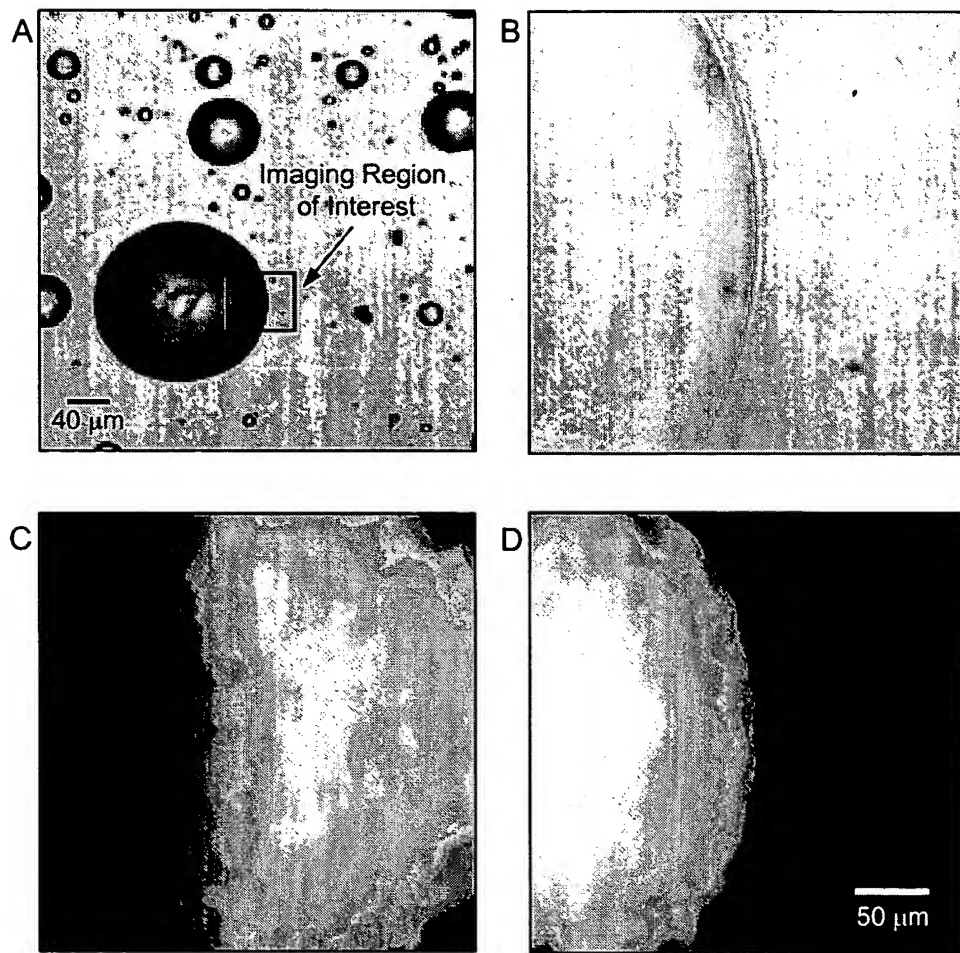 A
B
Imaging Region
of Interest
40 μm
C
D
50 μm